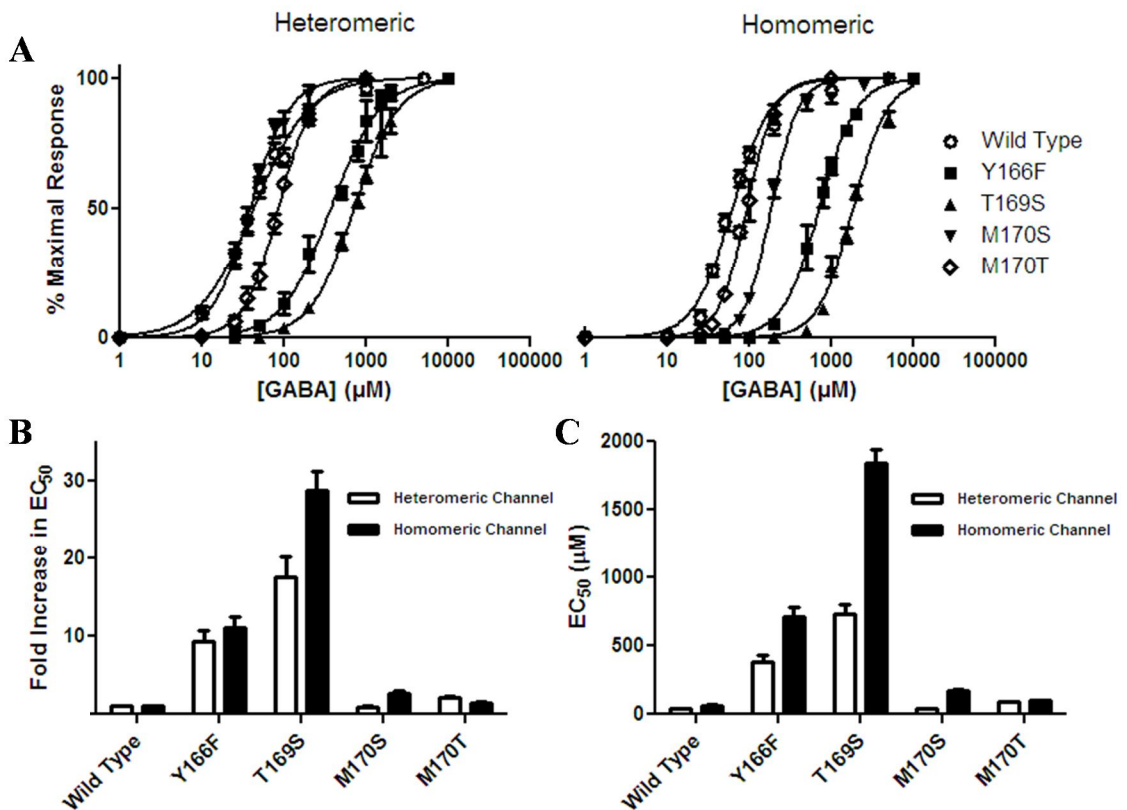 Heteromeric
Homomeric
A
% Maximal Response
100
50
0
1 10 100 1000 10000 100000
[GABA] (µM)
100
50
0
1 10 100 1000 10000 100000
[GABA] (µM)
Wild Type
Y166F
T169S
M170S
M170T
B
Fold Increase in EC50
30
20
10
Heteromeric Channel
Homomeric Channel
Wild Type
Y166F
T169S
M170S
M170T
C
EC50 (µM)
2000
1500
1000
500
0
Heteromeric Channel
Homomeric Channel
Wild Type
Y166F
T169S
M170S
M170T